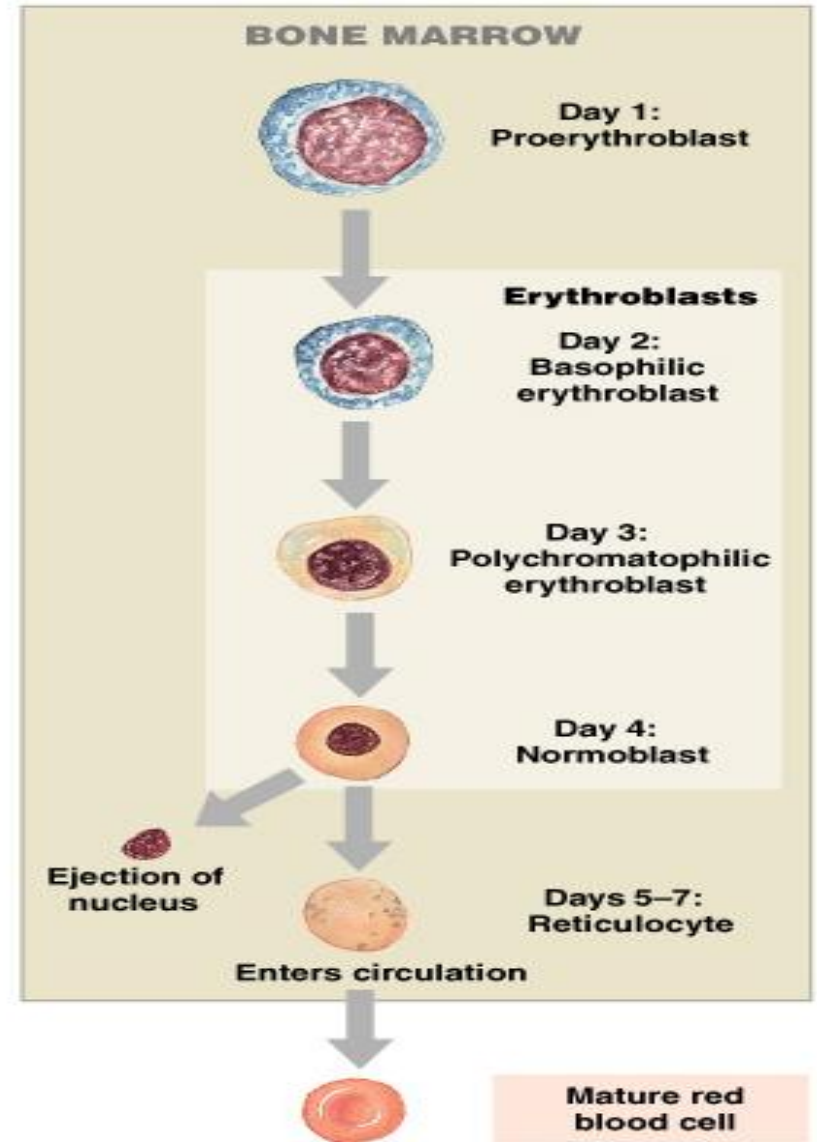 BONE MARROW
Day 1:
Proerythroblast
Erythroblasts
Day 2:
Basophilic
erythroblast
Day 3:
Polychromatophilic
erythroblast
Day 4:
Normoblast
Ejection of
nucleus
Days 5–7:
Reticulocyte
Enters circulation
Mature red
blood cell